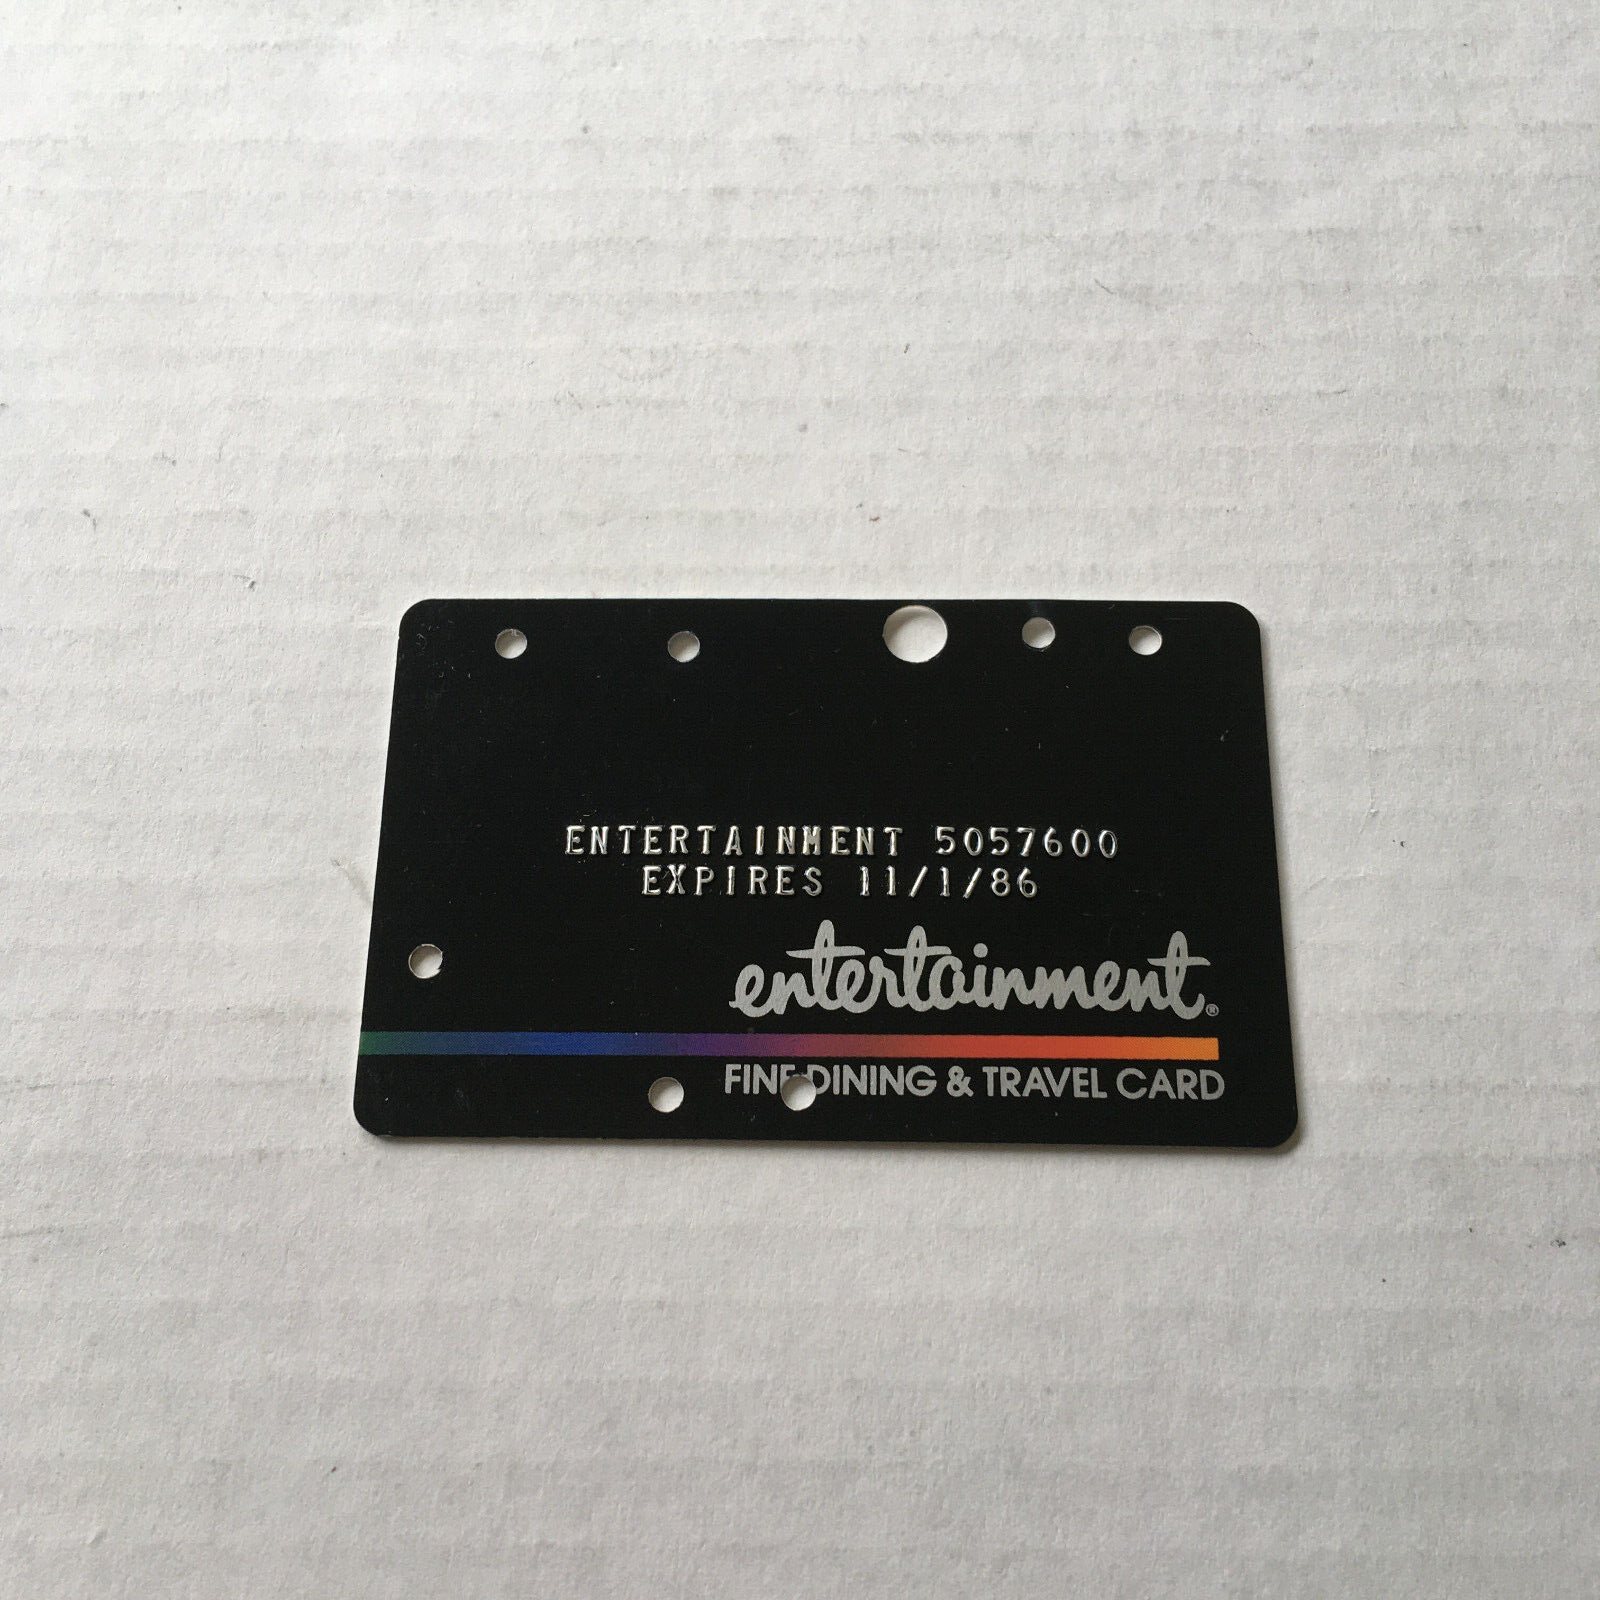 ENTERTAINMENT 5057600
EXPIRES 11/1/86
entertainment®
FINE DINING & TRAVEL CARD